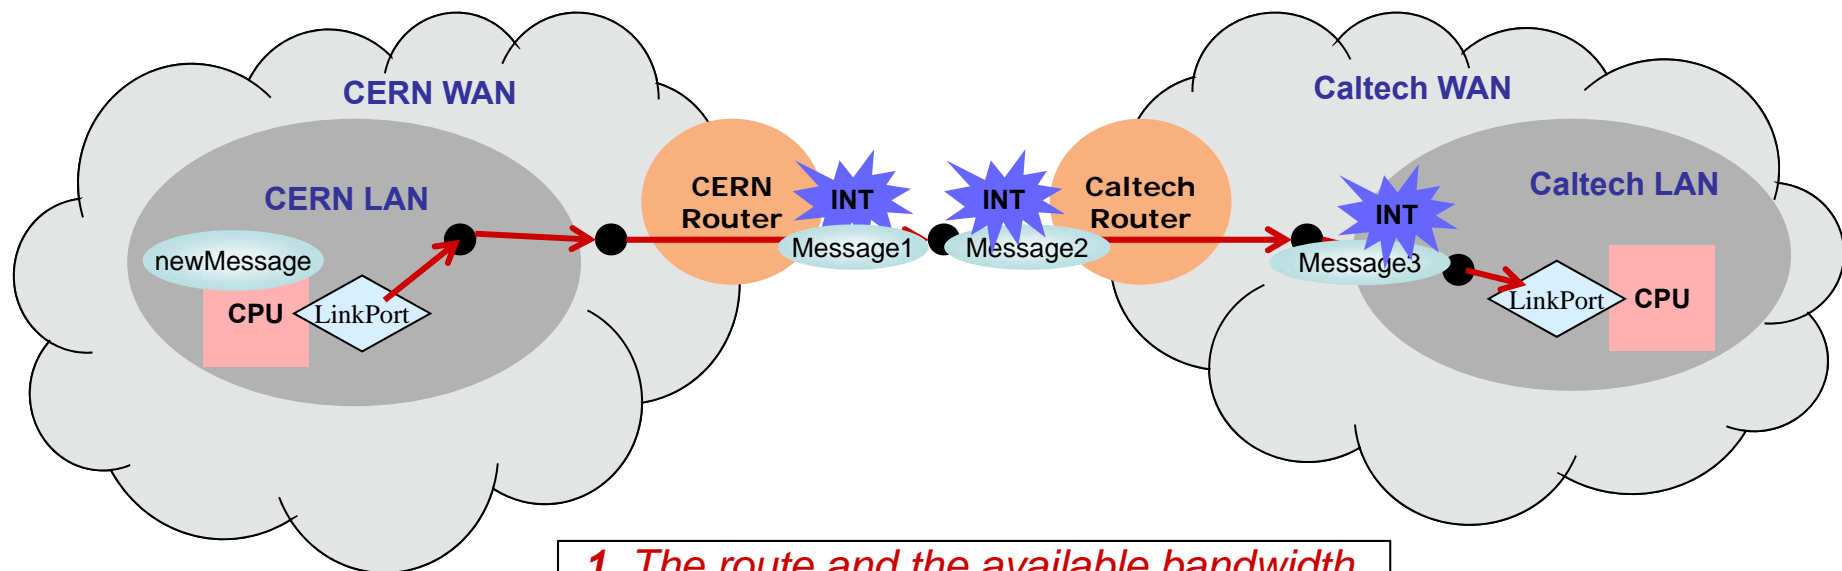 CERN WAN
Caltech WAN
CERN LAN
newMessage
CPU
LinkPort
CERN
Router
INT
Message1
INT
Message2
Caltech
Router
INT
Message3
Caltech LAN
LinkPort
CPU
1. The route and the available bandwidth